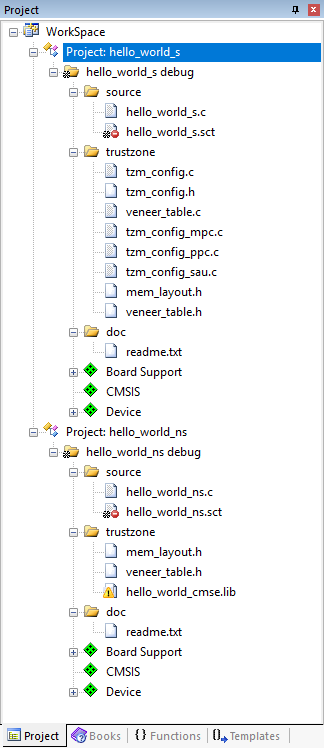 Project
WorkSpace
Project: hello_world_s
hello_world_s debug
source
hello_world_s.c
hello_world_s.sct
trustzone
tzm_config.c
tzm_config.h
veneer_table.c
tzm_config_mpc.c
tzm_config_ppc.c
tzm_config_sau.c
mem_layout.h
veneer_table.h
doc
readme.txt
Board Support
CMSIS
Device
Project: hello_world_ns
hello_world_ns debug
source
hello_world_ns.c
hello_world_ns.sct
trustzone
mem_layout.h
veneer_table.h
hello_world_cmse.lib
doc
readme.txt
Board Support
CMSIS
Device
Project Books {} Functions 0 Templates